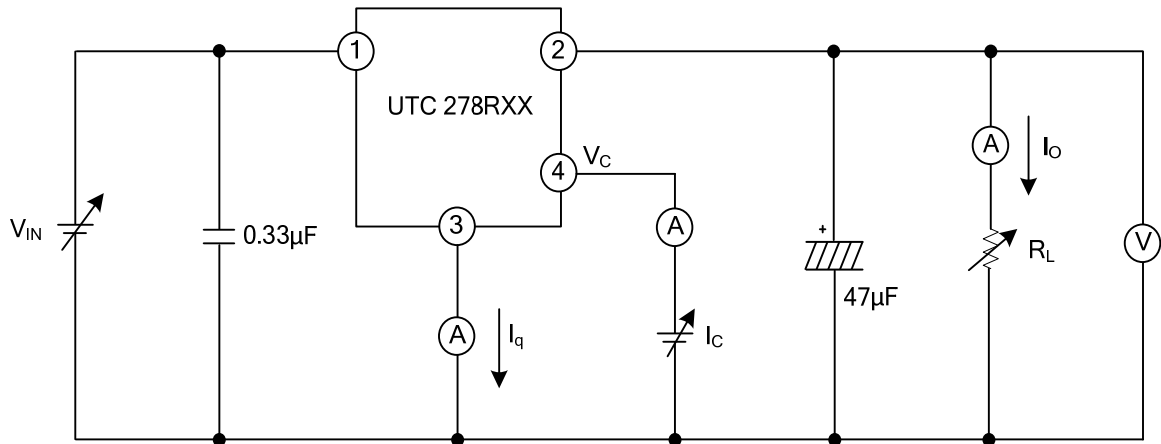 1
2
UTC 278RXX
4
V_C
3
A
I_O
A
V_IN
0.33µF
+
V
R_L
47µF
A
I_q
I_C